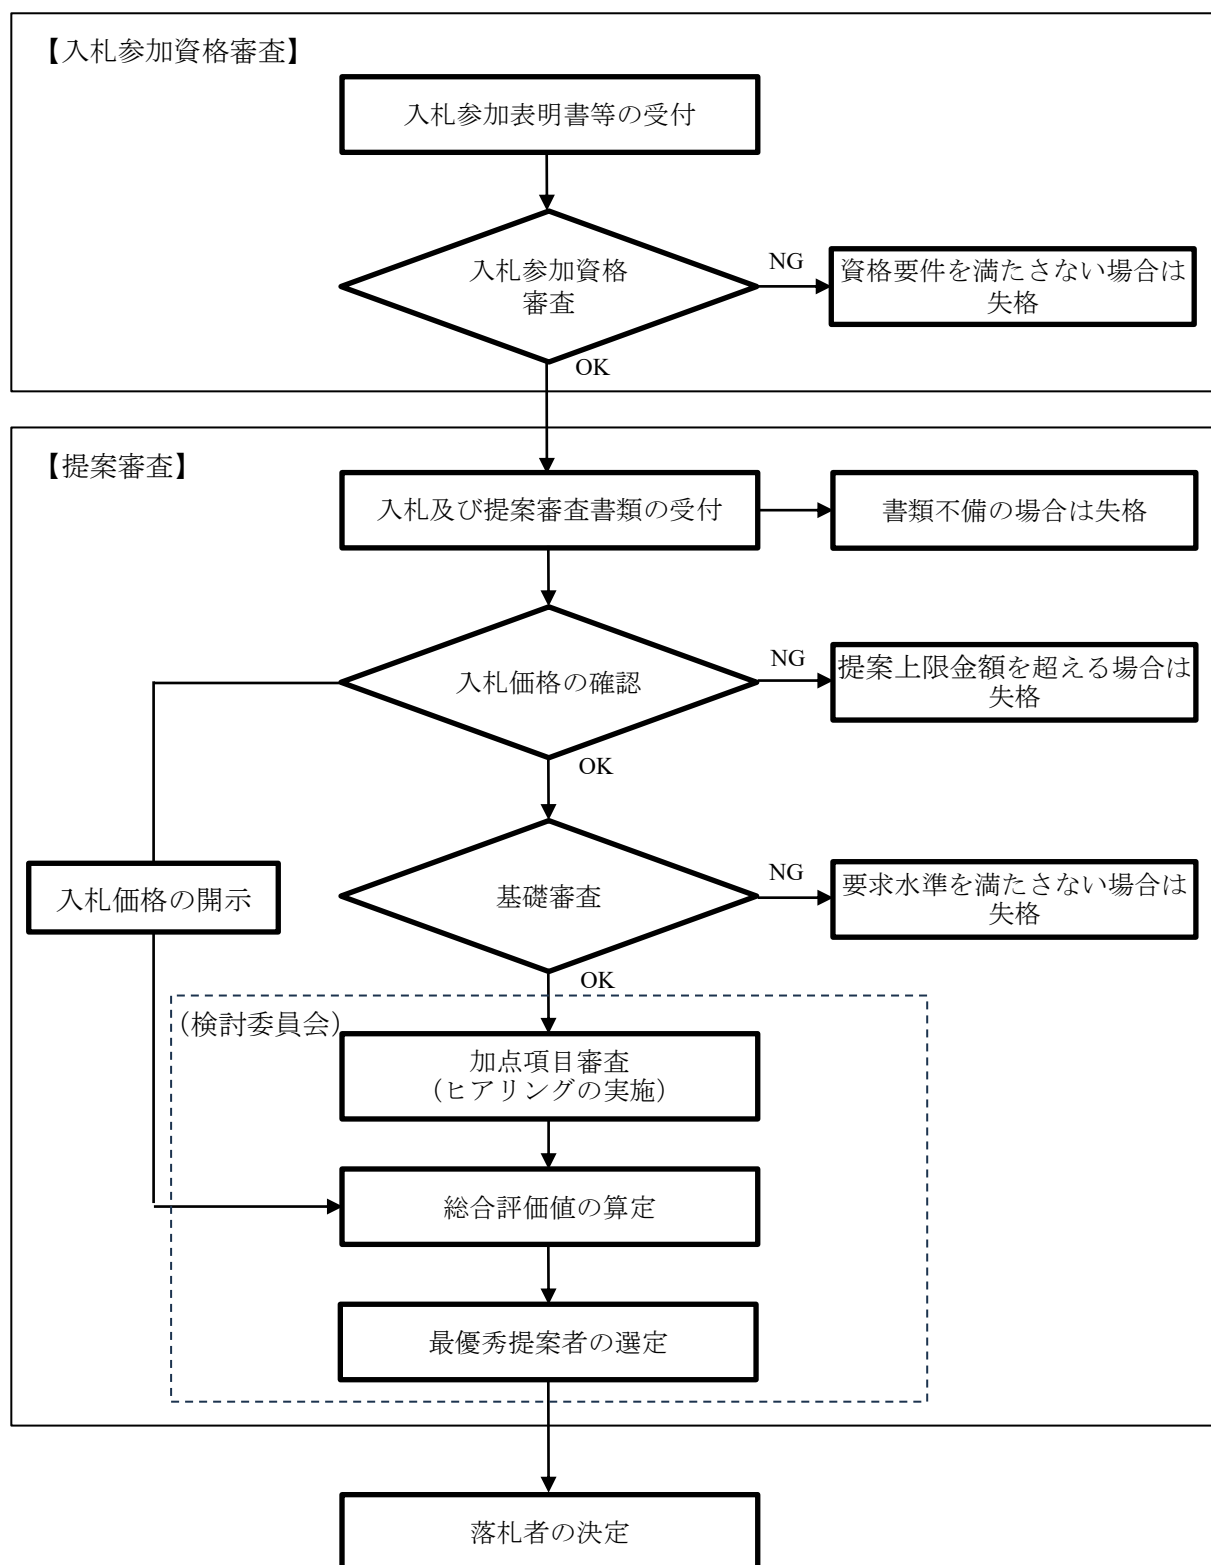 【入札参加資格審査】
入札参加表明書等の受付
入札参加資格
審査
NG
資格要件を満たさない場合は
失格
OK
【提案審査】
入札及び提案審査書類の受付
書類不備の場合は失格
入札価格の確認
NG
提案上限金額を超える場合は
失格
OK
入札価格の開示
基礎審査
NG
要求水準を満たさない場合は
失格
OK
(検討委員会)
加点項目審査
(ヒアリングの実施)
総合評価値の算定
最優秀提案者の選定
落札者の決定